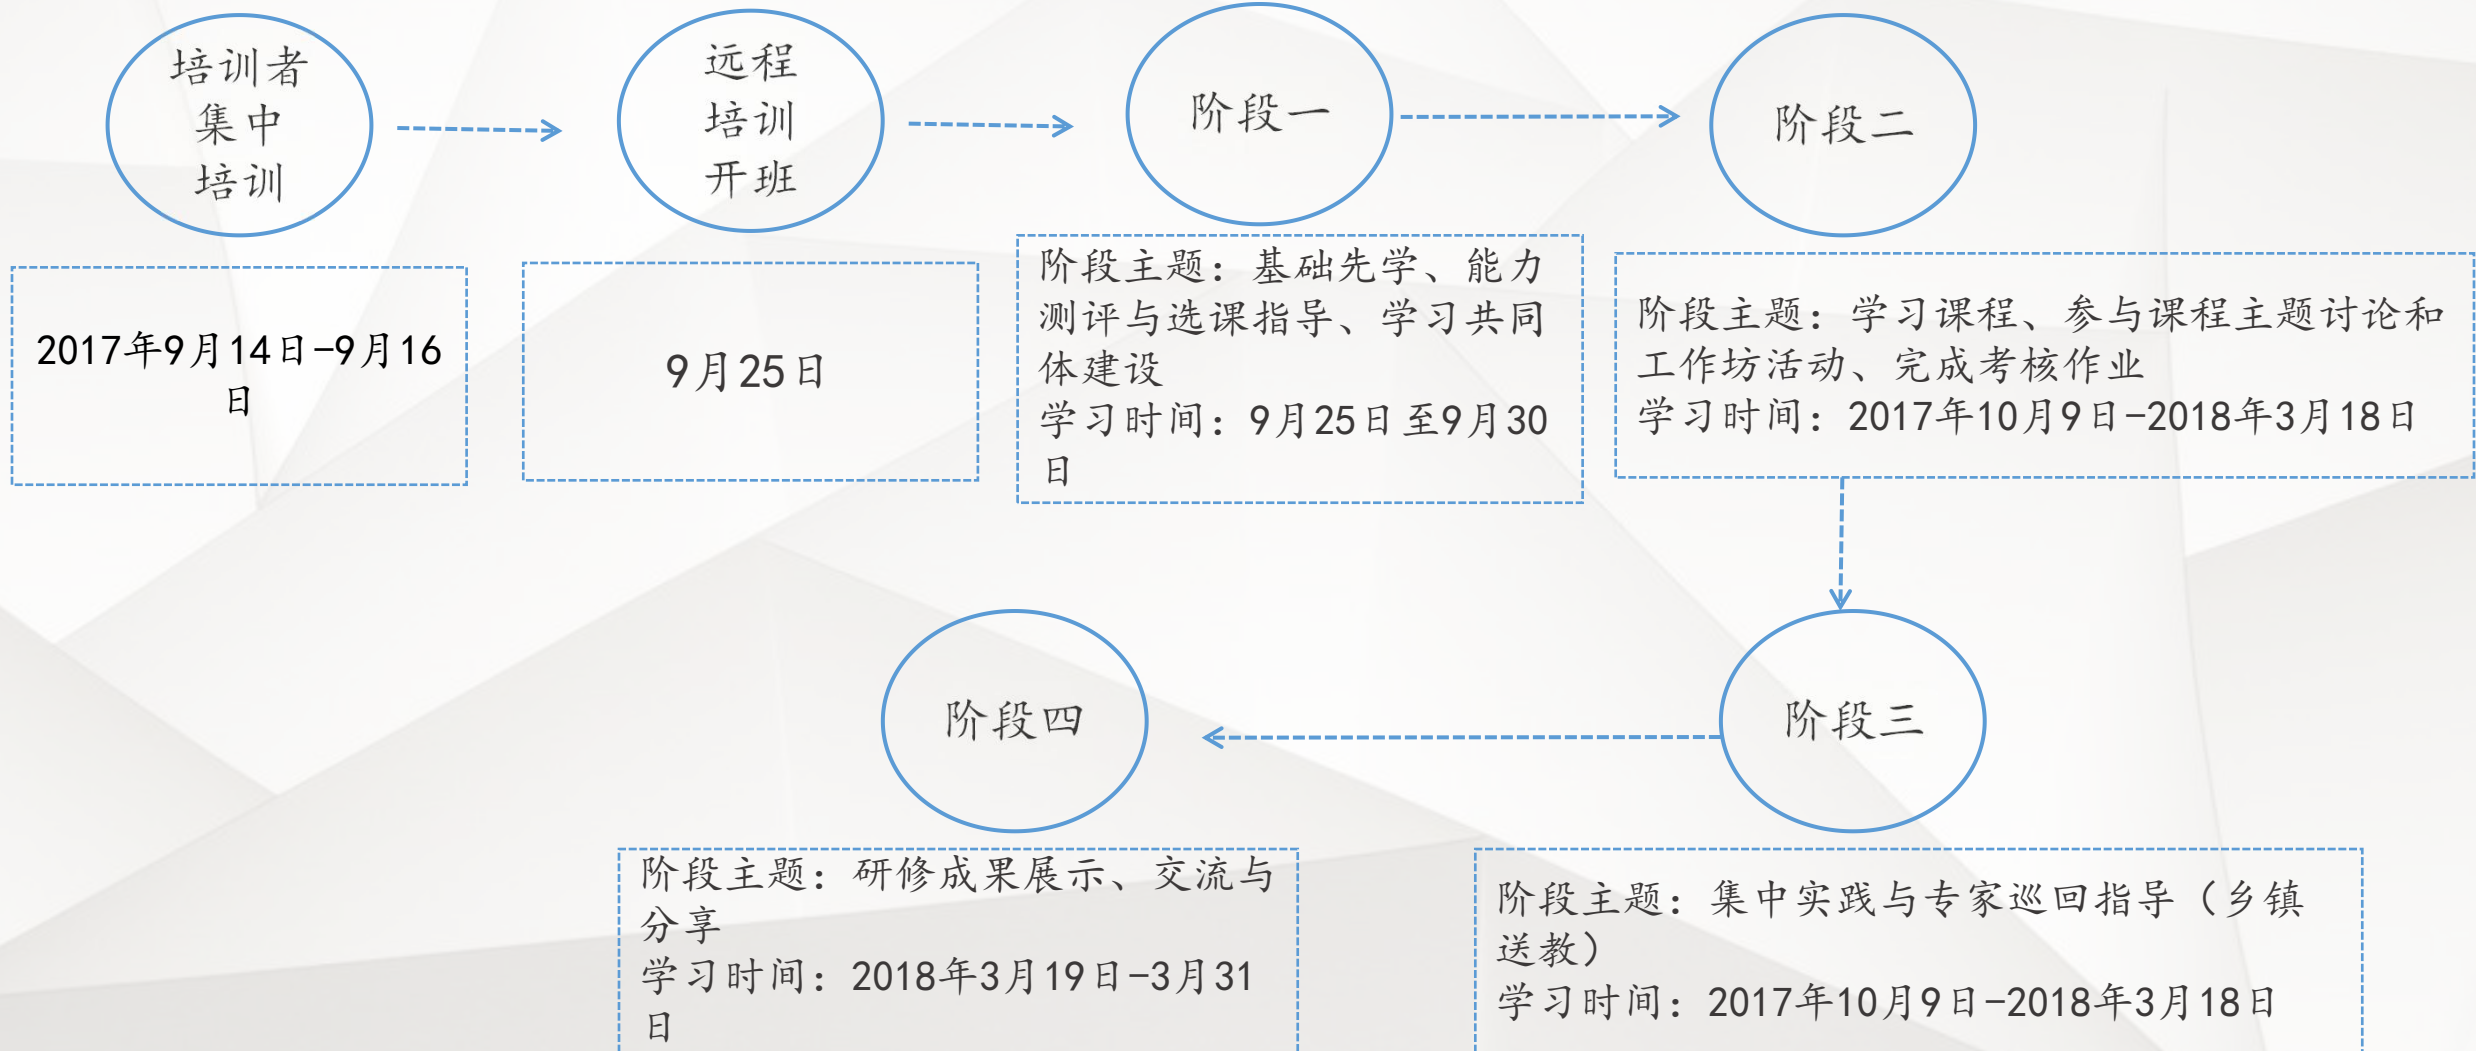 培训者
集中
培训
远程
培训
开班
阶段一
阶段二
2017年9月14日-9月16
日
9月25日
阶段主题：基础先学、能力
测评与选课指导、学习共同
体建设
学习时间：9月25日至9月30
日
阶段主题：学习课程、参与课程主题讨论和
工作坊活动、完成考核作业
学习时间：2017年10月9日-2018年3月18日
阶段四
阶段三
阶段主题：研修成果展示、交流与
分享
学习时间：2018年3月19日-3月31
日
阶段主题：集中实践与专家巡回指导（乡镇
送教）
学习时间：2017年10月9日-2018年3月18日